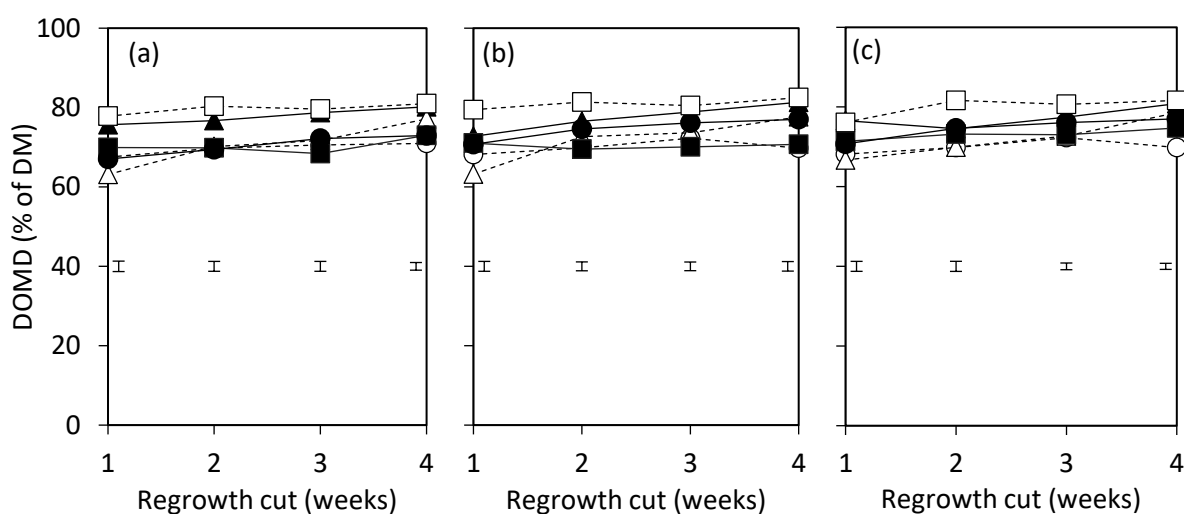 DOMD (% of DM)
100
80
60
40
20
0
(a)
(b)
(c)
1 2 3 4
1 2 3 4
1 2 3 4
Regrowth cut (weeks)
Regrowth cut (weeks)
Regrowth cut (weeks)